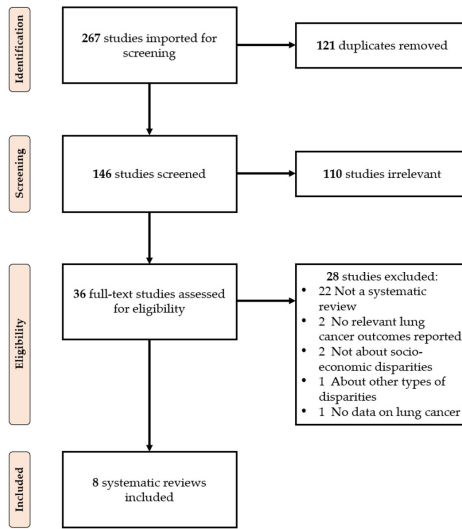 Identification
267 studies imported for
screening
121 duplicates removed
Screening
146 studies screened
110 studies irrelevant
Eligibility
36 full-text studies assessed
for eligibility
28 studies excluded:
• 22 Not a systematic
review
• 2 No relevant lung
cancer outcomes reported
• 2 Not about socio-
economic disparities
• 1 About other types of
disparities
• 1 No data on lung cancer
Included
8 systematic reviews
included